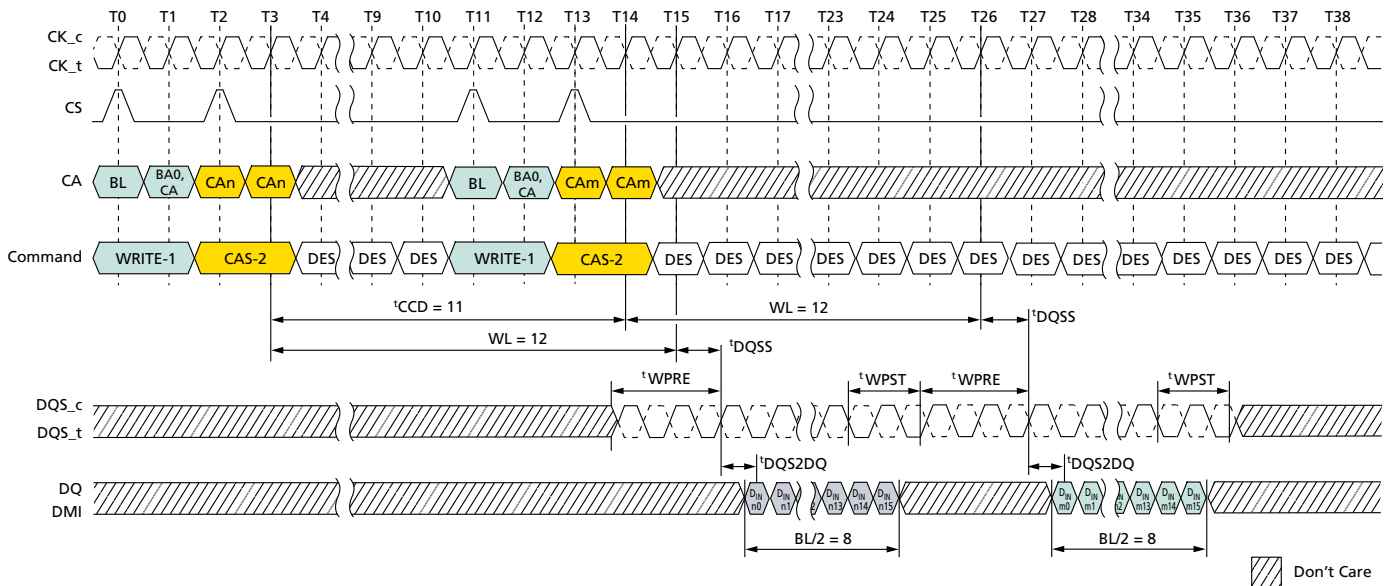 T0 T1 T2 T3 T4 T9 T10 T11 T12 T13 T14 T15 T16 T17 T23 T24 T25 T26 T27 T28 T34 T35 T36 T37 T38
CK_c
CK_t
CS
CA BL BA0, CA CAn CAn BL BA0, CA CAm CAm
Command WRITE-1 CAS-2 DES DES DES WRITE-1 CAS-2 DES DES DES DES DES DES DES DES DES DES DES DES DES DES
tCCD = 11 WL = 12 tDQSS
WL = 12 tDQSS
tWPRE tWPST tWPRE tWPST
DQS_c
DQS_t
tDQS2DQ tDQS2DQ
DQ
DMI
DIN n0 DIN n1 DIN n13 DIN n14 DIN n15 DIN m0 DIN m1 DIN m13 DIN m14 DIN m15
BL/2 = 8 BL/2 = 8
Don't Care